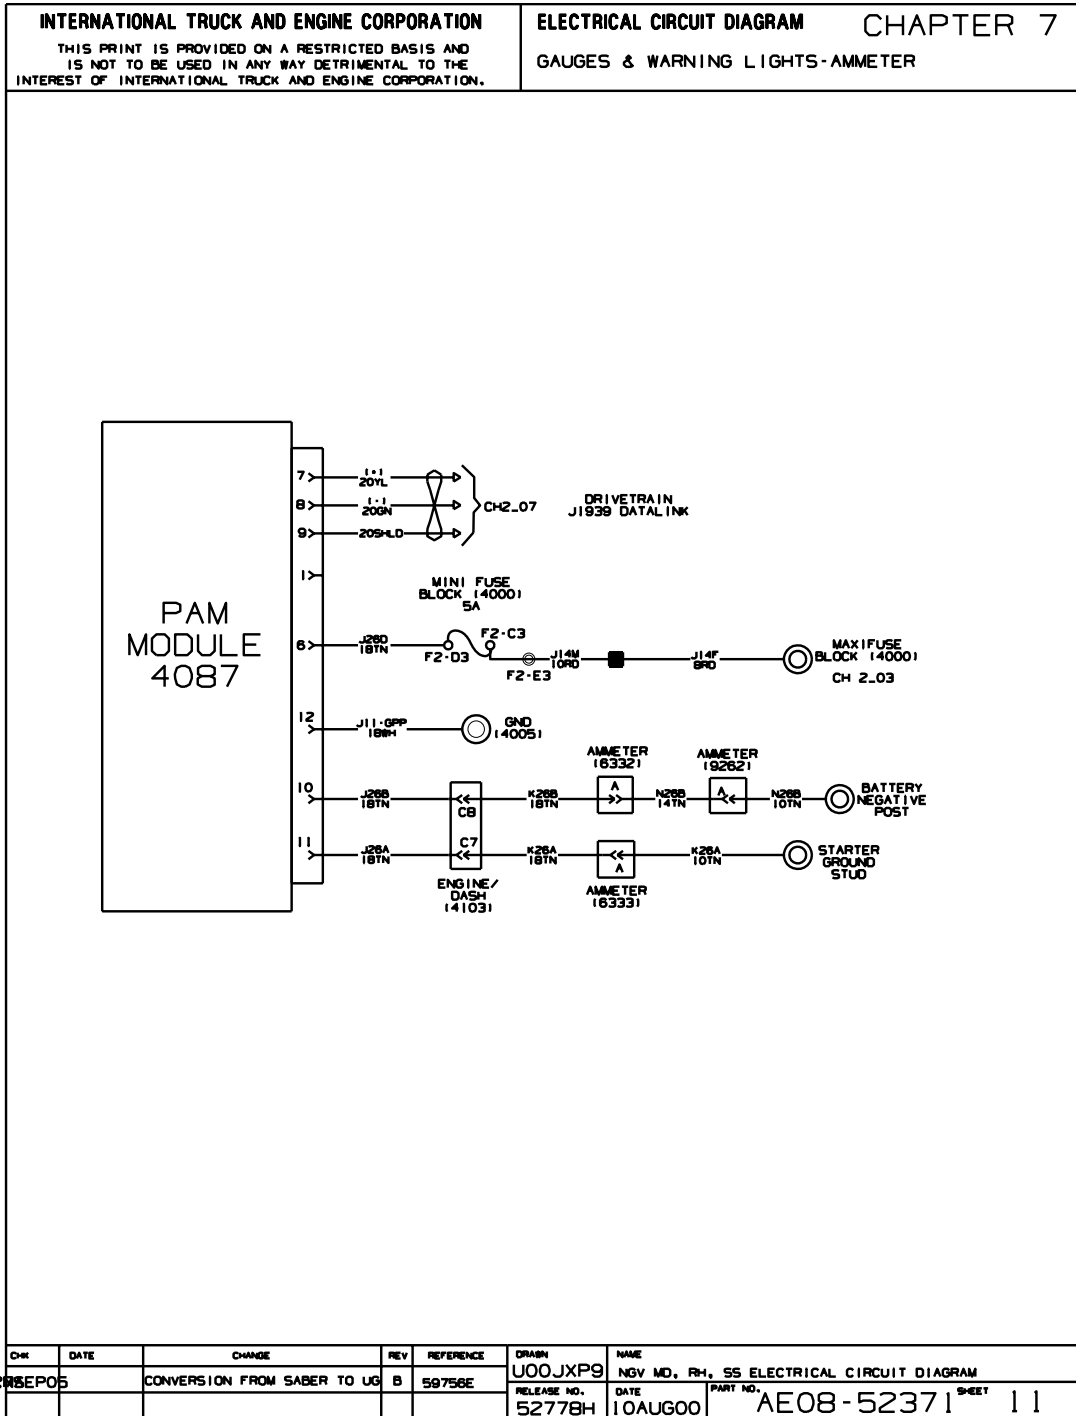 INTERNATIONAL TRUCK AND ENGINE CORPORATION
THIS PRINT IS PROVIDED ON A RESTRICTED BASIS AND
IS NOT TO BE USED IN ANY WAY DETRIMENTAL TO THE
INTEREST OF INTERNATIONAL TRUCK AND ENGINE CORPORATION.
ELECTRICAL CIRCUIT DIAGRAM
CHAPTER 7
GAUGES & WARNING LIGHTS-AMMETER
PAM
MODULE
4087
7
20YL
8
20GN
9
20SHLD
CH2_07
DRIVETRAIN
J1939 DATALINK
1
MINI FUSE
BLOCK (4000)
5A
6
J26D
18TN
F2-D3
F2-C3
F2-E3
J14M
10RD
J14F
8RD
MAXIFUSE
BLOCK (4000)
CH 2_03
12
J11-GPP
18WH
GND
(4005)
AMMETER
(6332)
AMMETER
(9262)
10
J26B
18TN
C8
K26B
18TN
A
N26B
14TN
A
N26B
10TN
BATTERY
NEGATIVE
POST
11
J26A
18TN
C7
K26A
18TN
A
K26A
10TN
STARTER
GROUND
STUD
ENGINE/
DASH
(4103)
AMMETER
(6333)
CHK
DATE
CHANGE
REV
REFERENCE
CONVERSION FROM SABER TO UG
B
59756E
DRAWN
U00JXP9
NAME
NGV MD, RH, SS ELECTRICAL CIRCUIT DIAGRAM
RELEASE NO.
52778H
DATE
10AUG00
PART NO.
AE08-52371
SHEET
11